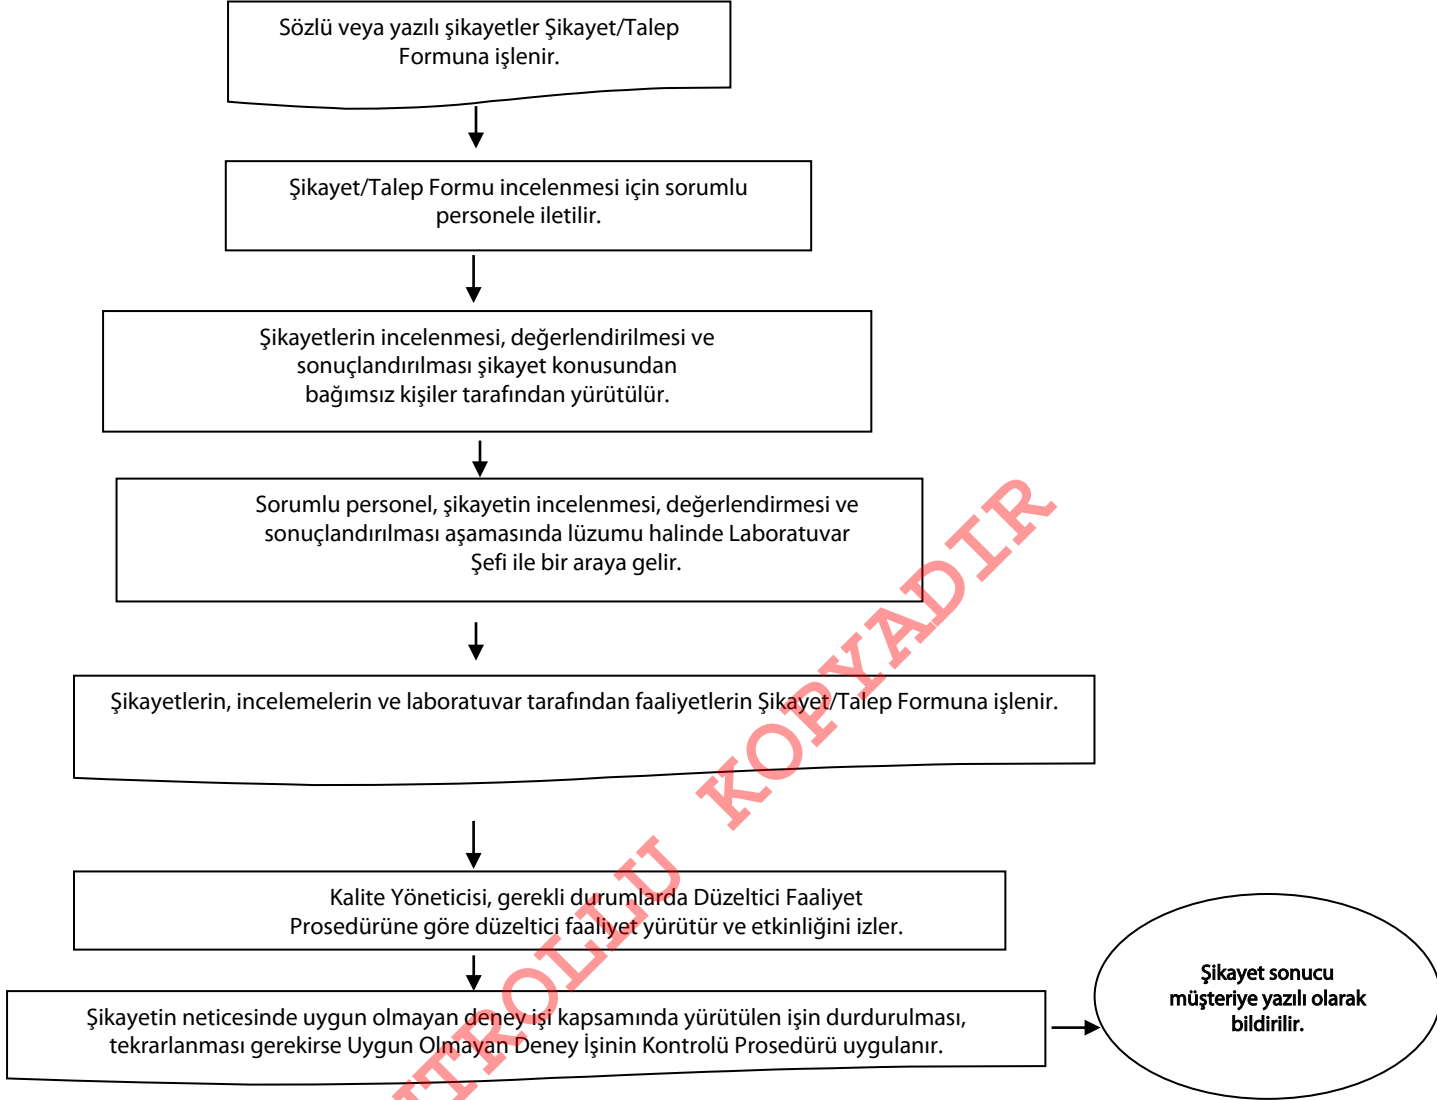 Sözlü veya yazılı şikayetler Şikayet/Talep
Formuna işlenir.
Şikayet/Talep Formu incelenmesi için sorumlu
personele iletilir.
Şikayetlerin incelenmesi, değerlendirilmesi ve
sonuçlandırılması şikayet konusundan
bağımsız kişiler tarafından yürütülür.
Sorumlu personel, şikayetin incelenmesi, değerlendirmesi ve
sonuçlandırılması aşamasında lüzumu halinde Laboratuvar
Şefi ile bir araya gelir.
Şikayetlerin, incelemelerin ve laboratuvar tarafından faaliyetlerin Şikayet/Talep Formuna işlenir.
Kalite Yöneticisi, gerekli durumlarda Düzeltici Faaliyet
Prosedürüne göre düzeltici faaliyet yürütür ve etkinliğini izler.
Şikayetin neticesinde uygun olmayan deney işi kapsamında yürütülen işin durdurulması,
tekrarlanması gerekirse Uygun Olmayan Deney İşinin Kontrolü Prosedürü uygulanır.
Şikayet sonucu
müşteriye yazılı olarak
bildirilir.
KOPYADIR